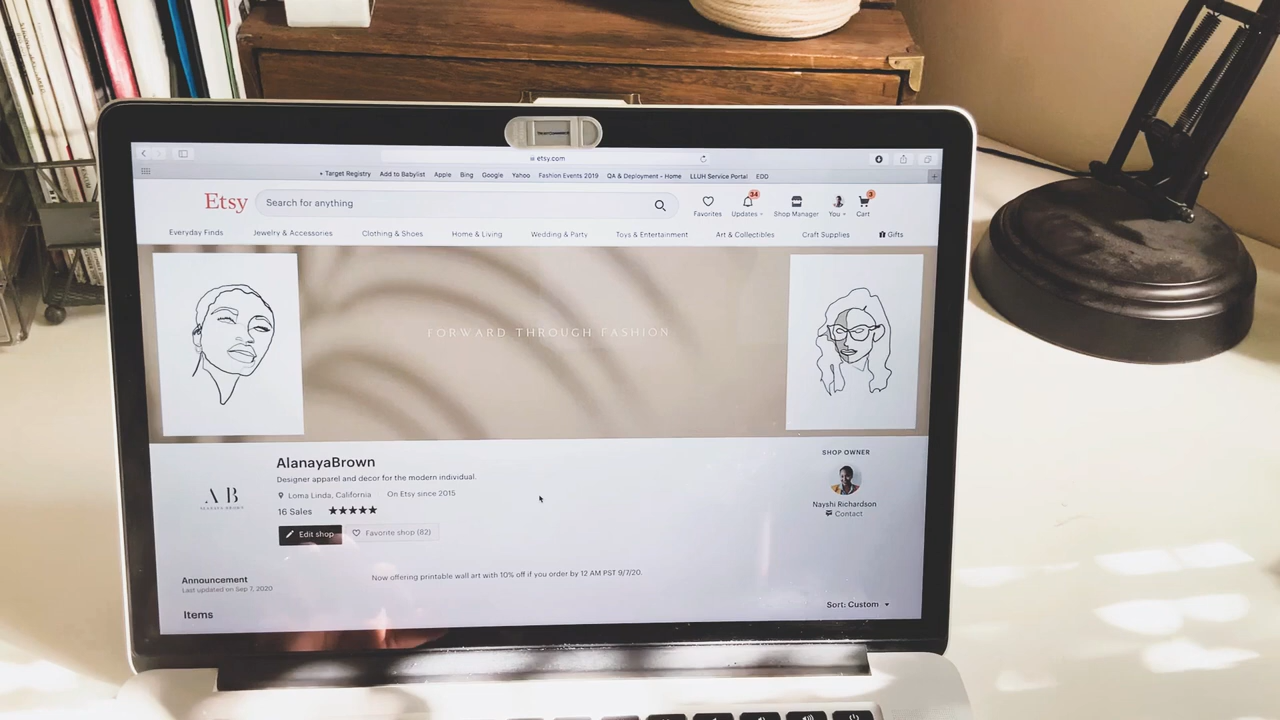 etsy.com
+ Target Registry Add to Babylist Apple Bing Google Yahoo Fashion Events 2019 QA & Deployment - Home LLUH Service Portal EDD
Etsy Search for anything
34 3
Favorites Updates Shop Manager You Cart
Everyday Finds Jewelry & Accessories Clothing & Shoes Home & Living Wedding & Party Toys & Entertainment Art & Collectibles Craft Supplies Gifts
FORWARD THROUGH FASHION
AlanayaBrown
Designer apparel and decor for the modern individual.
Loma Linda, California On Etsy since 2015
16 Sales
Edit shop Favorite shop (82)
A B
ALANAYA BROWN
SHOP OWNER
Nayshi Richardson
Contact
Announcement
Last updated on Sep 7, 2020
Now offering printable wall art with 10% off if you order by 12 AM PST 9/7/20.
Items
Sort: Custom